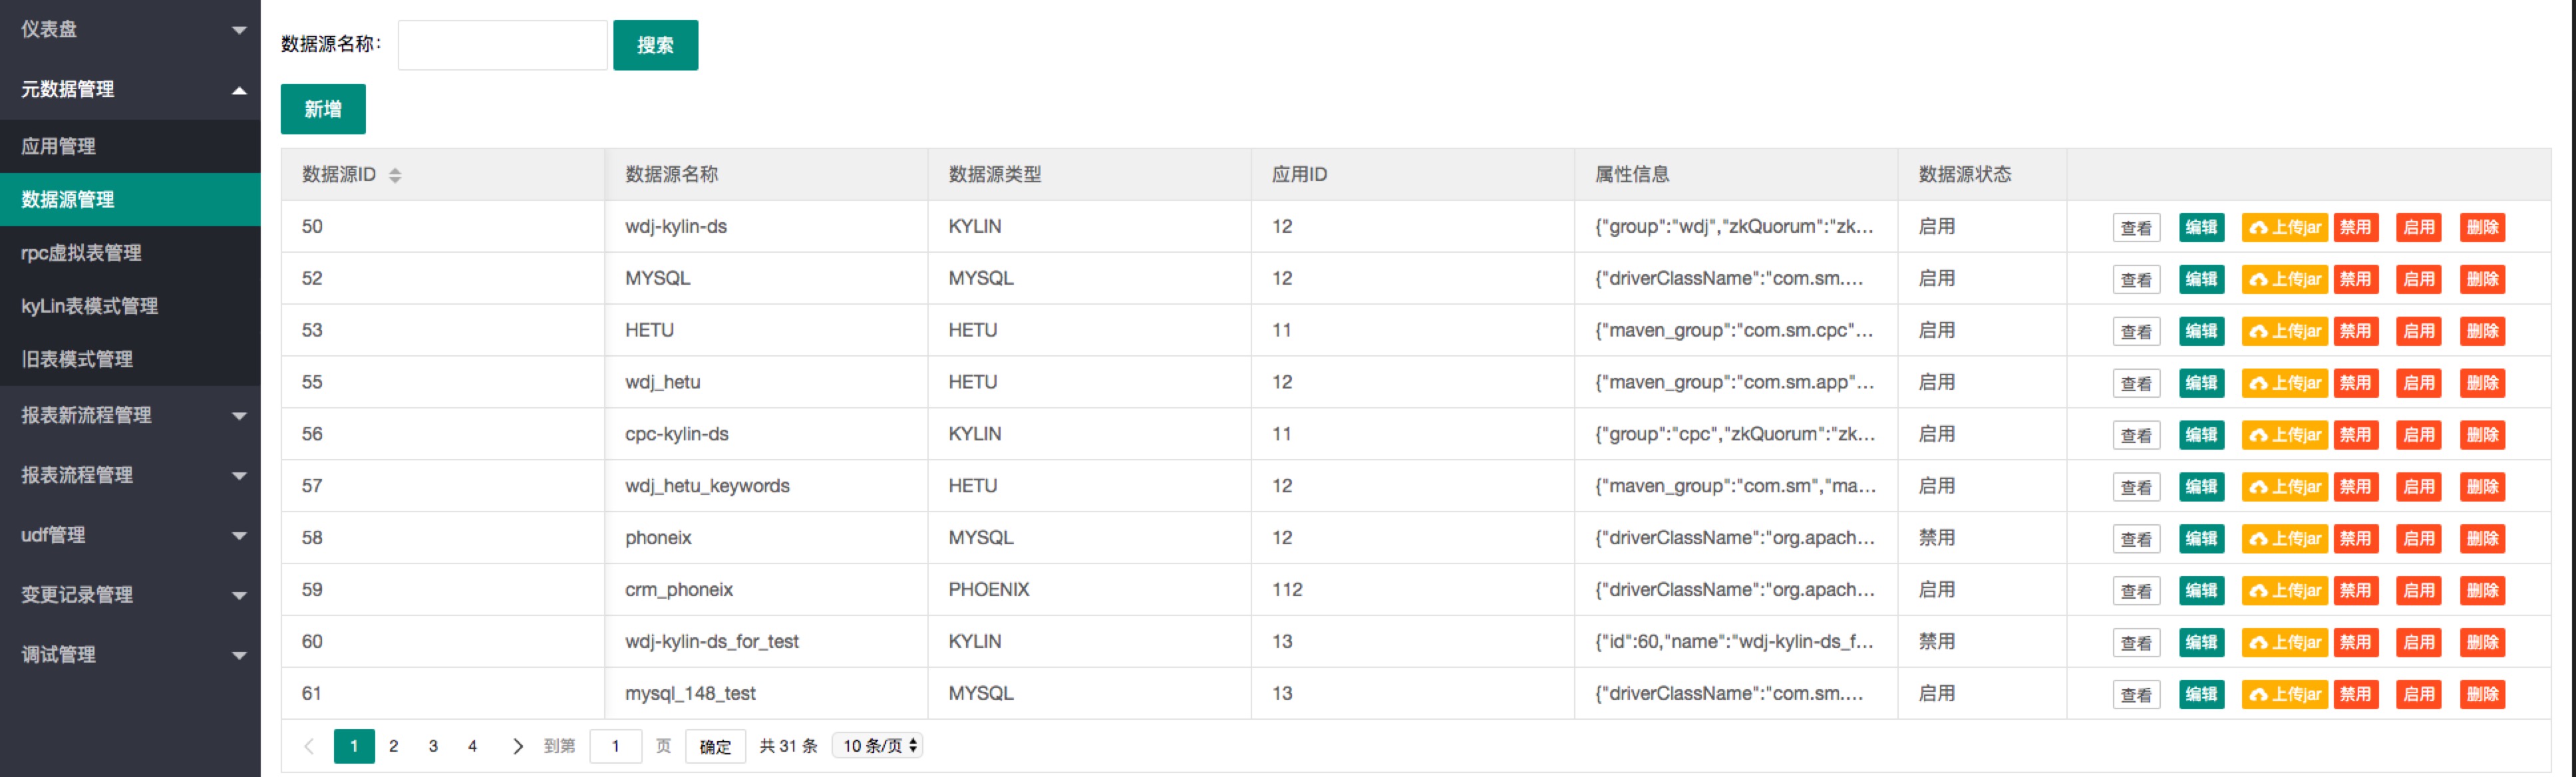 仪表盘
元数据管理
应用管理
数据源管理
rpc虚拟表管理
kyLin表模式管理
旧表模式管理
报表新流程管理
报表流程管理
udf管理
变更记录管理
调试管理
数据源名称： 搜索
新增
数据源ID 数据源名称 数据源类型 应用ID 属性信息 数据源状态
50 wdj-kylin-ds KYLIN 12 {"group":"wdj","zkQuorum":"zk... 启用 查看 编辑 上传jar 禁用 启用 删除
52 MYSQL MYSQL 12 {"driverClassName":"com.sm.... 启用 查看 编辑 上传jar 禁用 启用 删除
53 HETU HETU 11 {"maven_group":"com.sm.cpc"... 启用 查看 编辑 上传jar 禁用 启用 删除
55 wdj_hetu HETU 12 {"maven_group":"com.sm.app"... 启用 查看 编辑 上传jar 禁用 启用 删除
56 cpc-kylin-ds KYLIN 11 {"group":"cpc","zkQuorum":"zk... 启用 查看 编辑 上传jar 禁用 启用 删除
57 wdj_hetu_keywords HETU 12 {"maven_group":"com.sm","ma... 启用 查看 编辑 上传jar 禁用 启用 删除
58 phoneix MYSQL 12 {"driverClassName":"org.apach... 禁用 查看 编辑 上传jar 禁用 启用 删除
59 crm_phoneix PHOENIX 112 {"driverClassName":"org.apach... 启用 查看 编辑 上传jar 禁用 启用 删除
60 wdj-kylin-ds_for_test KYLIN 13 {"id":60,"name":"wdj-kylin-ds_f... 禁用 查看 编辑 上传jar 禁用 启用 删除
61 mysql_148_test MYSQL 13 {"driverClassName":"com.sm.... 启用 查看 编辑 上传jar 禁用 启用 删除
1 2 3 4 到第 1 页 确定 共 31 条 10 条/页